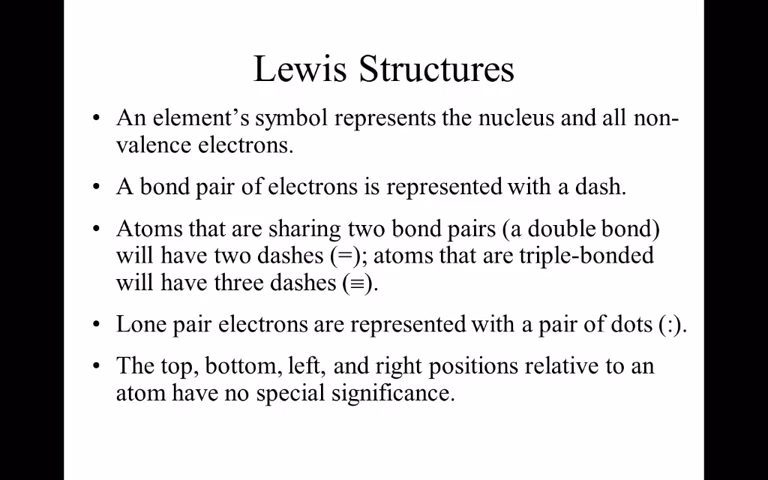 Lewis Structures
• An element’s symbol represents the nucleus and all non-
valence electrons.
• A bond pair of electrons is represented with a dash.
• Atoms that are sharing two bond pairs (a double bond)
will have two dashes (=); atoms that are triple-bonded
will have three dashes (≡).
• Lone pair electrons are represented with a pair of dots (:).
• The top, bottom, left, and right positions relative to an
atom have no special significance.